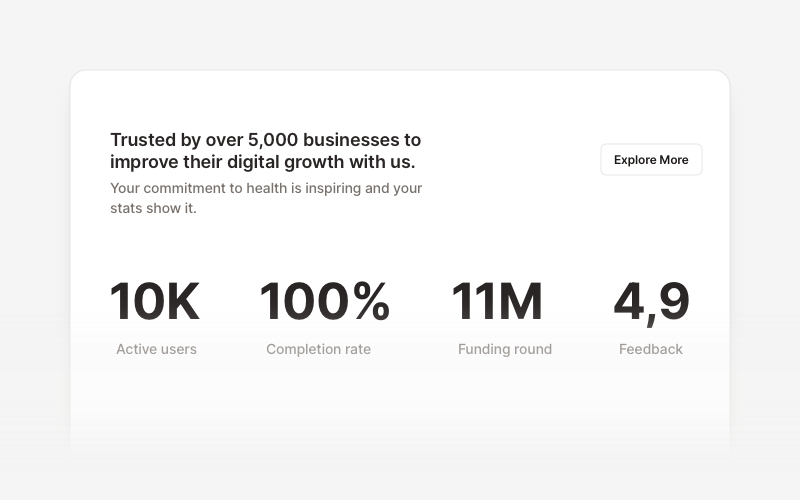 Trusted by over 5,000 businesses to
improve their digital growth with us.
Your commitment to health is inspiring and your
stats show it.
Explore More
10K
100%
11M
4,9
Active users
Completion rate
Funding round
Feedback